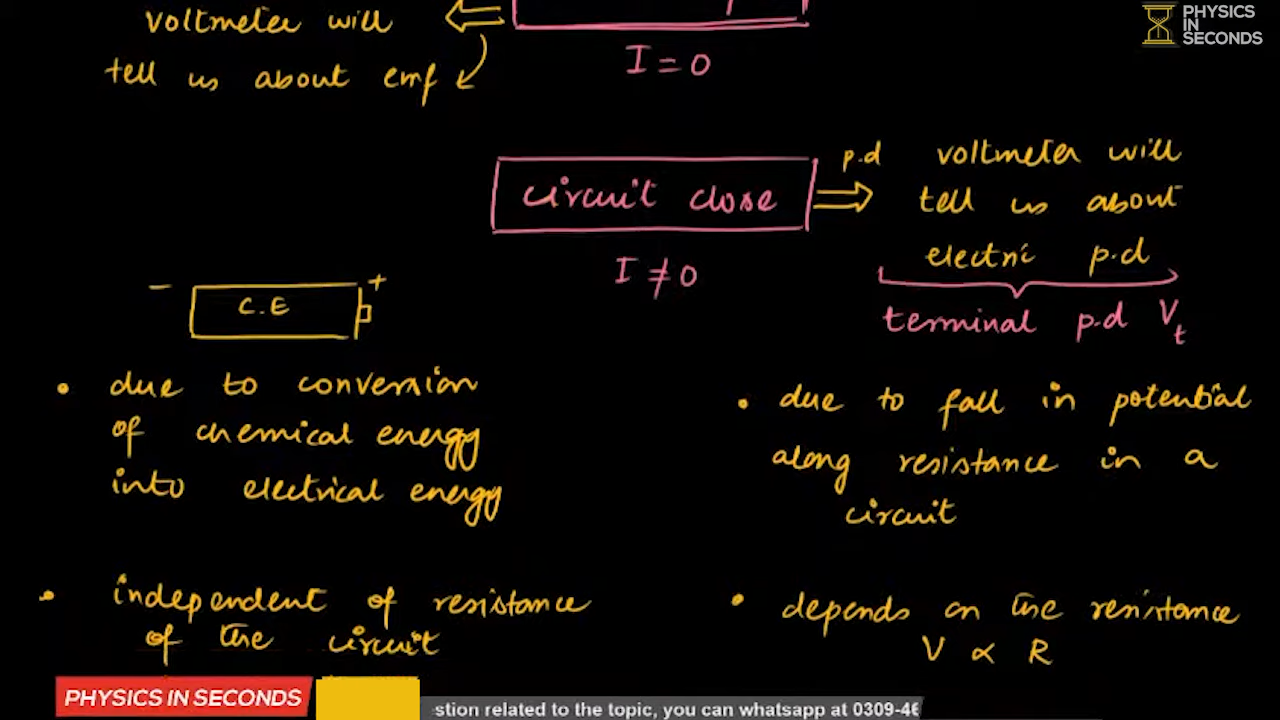 voltmeter will
tell us about emf
I = 0
PHYSICS
IN
SECONDS
circuit close
I ≠ 0
p.d
voltmeter will
tell us about
electric p.d
terminal p.d Vt
- C.E +
• due to conversion
of chemical energy
into electrical energy
• due to fall in potential
along resistance in a
circuit
• independent of resistance
of the circuit
• depends on the resistance
V ∝ R
PHYSICS IN SECONDS
stion related to the topic, you can whatsapp at 0309-46